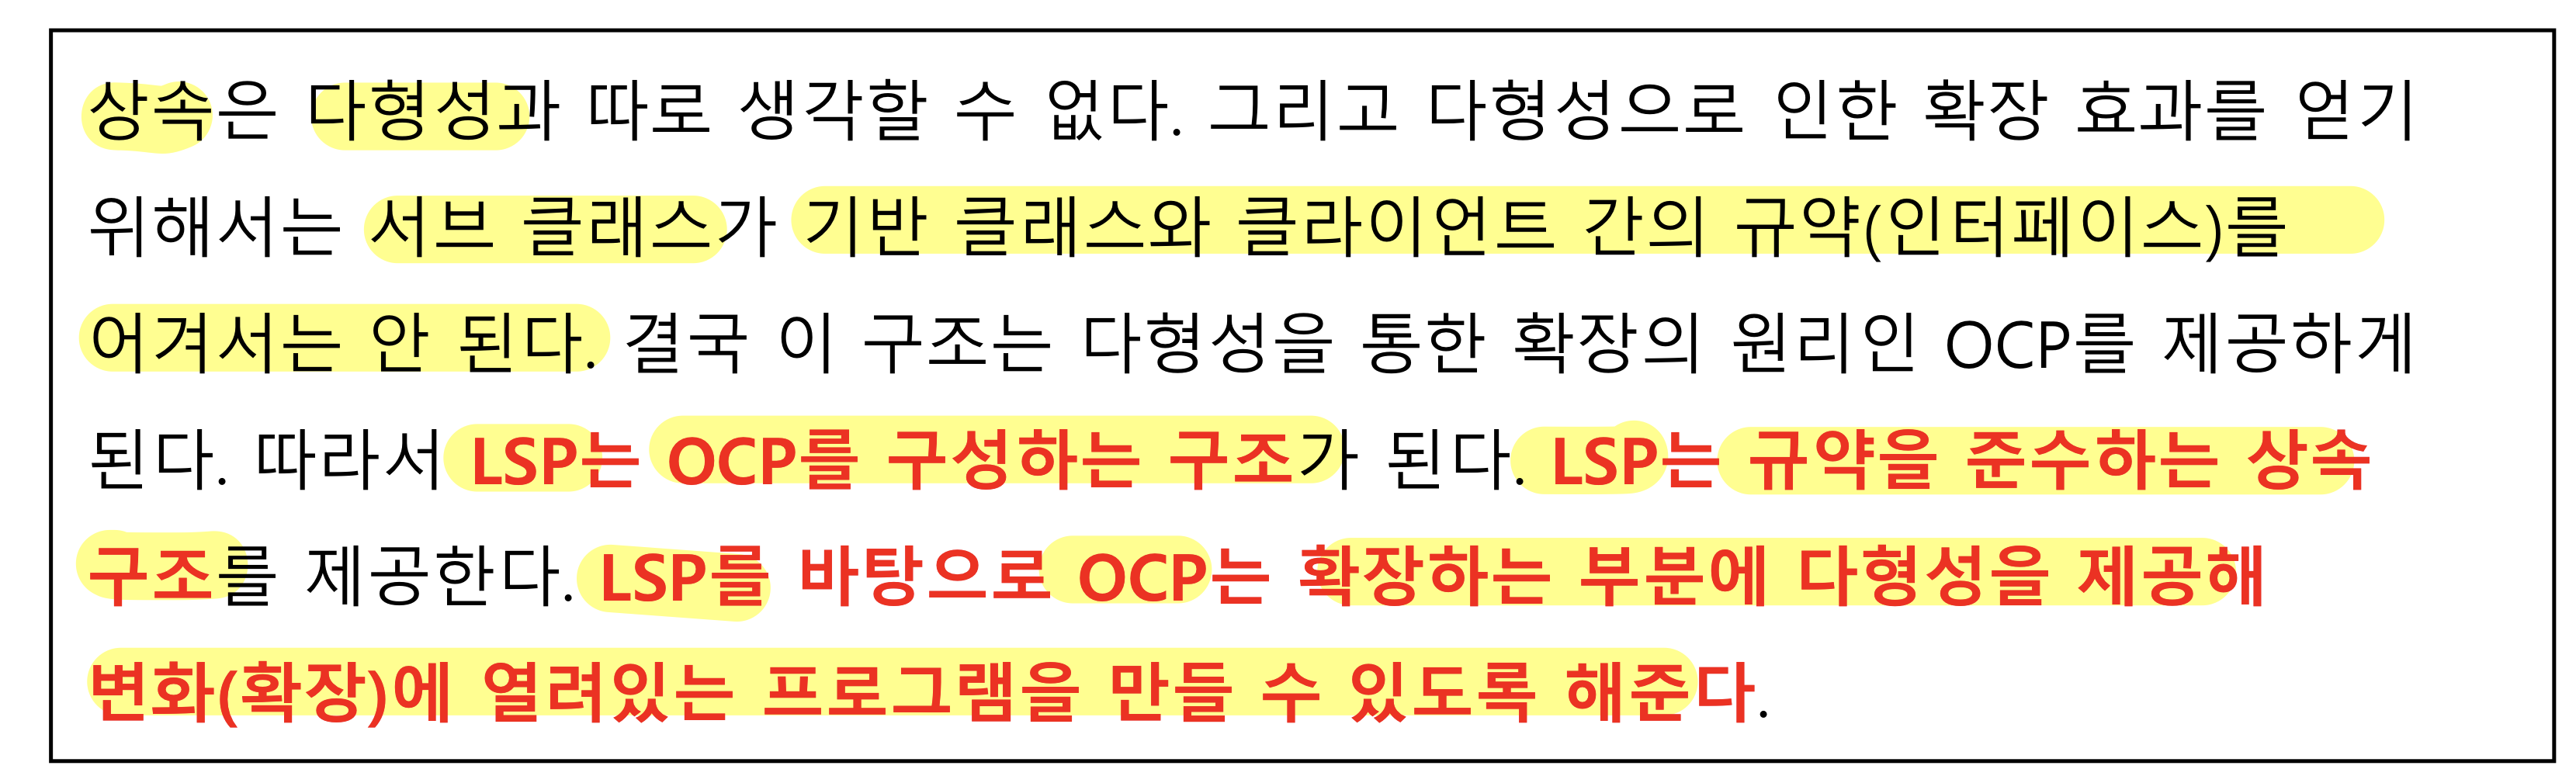 상속은 다형성과 따로 생각할 수 없다. 그리고 다형성으로 인한 확장 효과를 얻기
위해서는 서브 클래스가 기반 클래스와 클라이언트 간의 규약(인터페이스)를
어겨서는 안 된다. 결국 이 구조는 다형성을 통한 확장의 원리인 OCP를 제공하게
된다. 따라서 LSP는 OCP를 구성하는 구조가 된다. LSP는 규약을 준수하는 상속
구조를 제공한다. LSP를 바탕으로 OCP는 확장하는 부분에 다형성을 제공해
변화(확장)에 열려있는 프로그램을 만들 수 있도록 해준다.